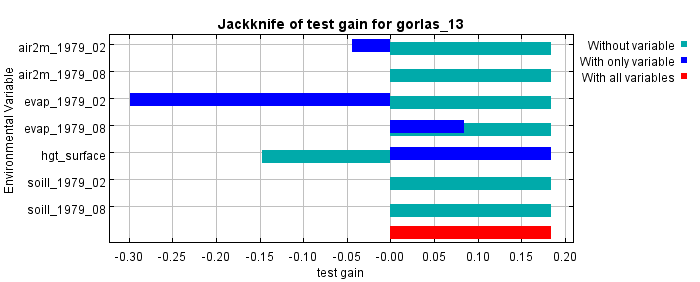 Jackknife of test gain for gorlas_13
Environmental Variable
air2m_1979_02
air2m_1979_08
evap_1979_02
evap_1979_08
hgt_surface
soill_1979_02
soill_1979_08
Without variable
With only variable
With all variables
-0.30 -0.25 -0.20 -0.15 -0.10 -0.05 -0.00 0.05 0.10 0.15 0.20
test gain